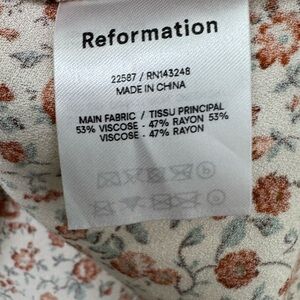 Reformation
22587 / RN143248
MADE IN CHINA
MAIN FABRIC / TISSU PRINCIPAL
53% VISCOSE - 47% RAYON 53%
VISCOSE - 47% RAYON